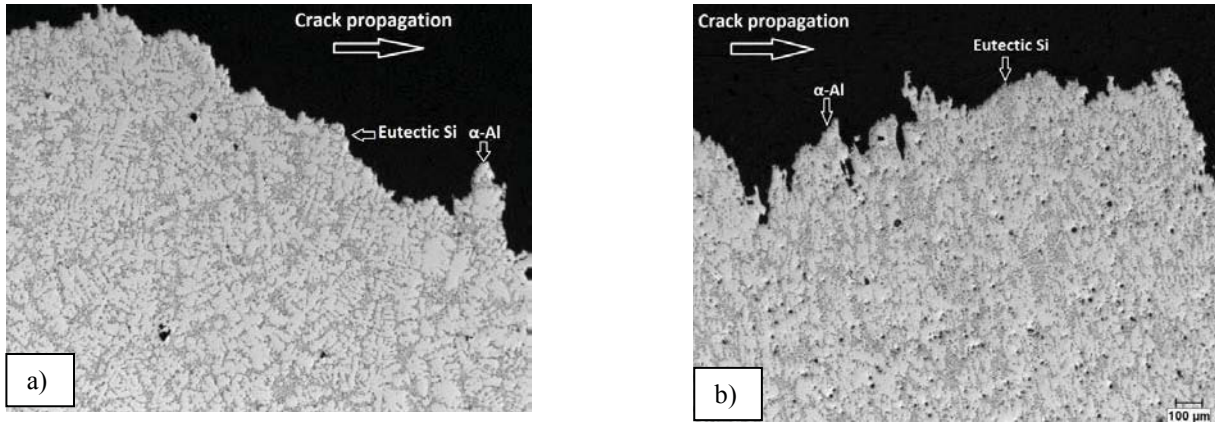 Crack propagation
Eutectic Si
α-Al
a)
Crack propagation
Eutectic Si
α-Al
b)
100 µm